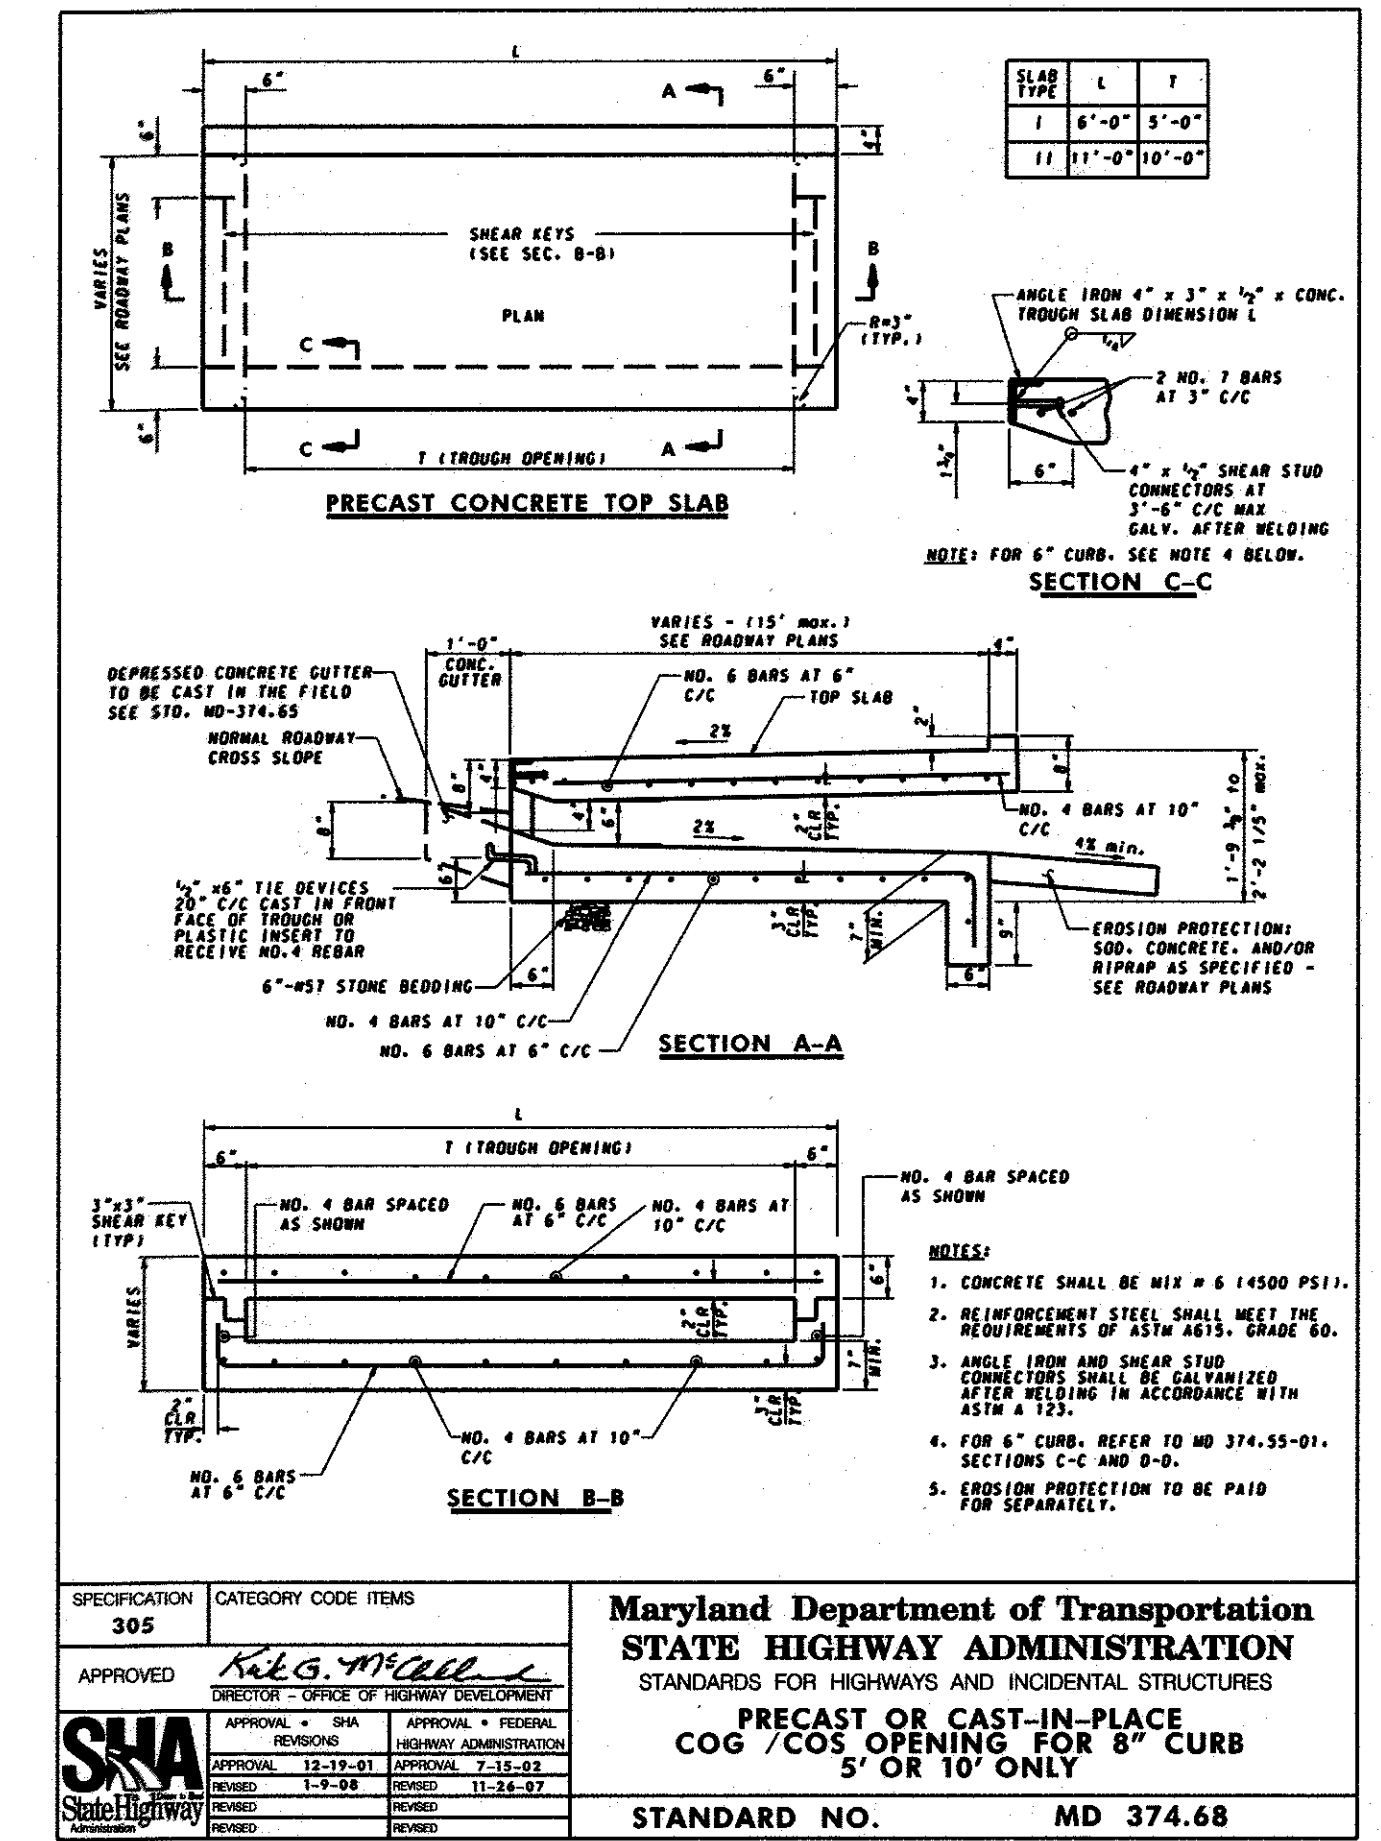 L
6"
6"
A
6"
4"
SLAB TYPE L T
I 6'-0" 5'-0"
II 11'-0" 10'-0"
VARIES
SEE ROADWAY PLANS
B
B
SHEAR KEYS
(SEE SEC. B-B)
PLAN
R=3"
(TYP.)
C
6"
C
A
T (TROUGH OPENING)
PRECAST CONCRETE TOP SLAB
ANGLE IRON 4" x 3" x 1/2" x CONC.
TROUGH SLAB DIMENSION L
1/4
2 NO. 7 BARS
AT 3" C/C
4"
1 3/4"
6"
4" x 1/2" SHEAR STUD
CONNECTORS AT
3'-6" C/C MAX
GALV. AFTER WELDING
NOTE: FOR 6" CURB. SEE NOTE 4 BELOW.
SECTION C-C
VARIES - (15' max.)
SEE ROADWAY PLANS
4"
1'-0"
CONC.
GUTTER
DEPRESSED CONCRETE GUTTER
TO BE CAST IN THE FIELD
SEE STD. MD-374.65
NO. 6 BARS AT 6"
C/C
TOP SLAB
NORMAL ROADWAY
CROSS SLOPE
2%
2"
8"
8"
4"
8"
4"
6"
2%
2"
CLR
TYP.
NO. 4 BARS AT 10"
C/C
4% min.
1'-9 3/8" to
2'-2 1/5" max.
6"
1/2" x6" TIE DEVICES
20" C/C CAST IN FRONT
FACE OF TROUGH OR
PLASTIC INSERT TO
RECEIVE NO.4 REBAR
3"
CLR
TYP.
7"
MIN.
9"
EROSION PROTECTION:
SOD. CONCRETE. AND/OR
RIPRAP AS SPECIFIED -
SEE ROADWAY PLANS
6"
6"
6"-#57 STONE BEDDING
NO. 4 BARS AT 10" C/C
NO. 6 BARS AT 6" C/C
SECTION A-A
L
T (TROUGH OPENING)
6"
6"
NO. 4 BAR SPACED
AS SHOWN
3"x3"
SHEAR KEY
(TYP)
NO. 4 BAR SPACED
AS SHOWN
NO. 6 BARS
AT 6" C/C
NO. 4 BARS AT
10" C/C
6"
VARIES
2"
CLR
TYP.
7"
MIN.
2"
CLR
TYP.
3"
CLR
TYP.
NO. 4 BARS AT 10"
C/C
NO. 6 BARS
AT 6" C/C
SECTION B-B
NOTES:
1. CONCRETE SHALL BE MIX # 6 (4500 PSI).
2. REINFORCEMENT STEEL SHALL MEET THE
REQUIREMENTS OF ASTM A615. GRADE 60.
3. ANGLE IRON AND SHEAR STUD
CONNECTORS SHALL BE GALVANIZED
AFTER WELDING IN ACCORDANCE WITH
ASTM A 123.
4. FOR 6" CURB. REFER TO MD 374.55-01.
SECTIONS C-C AND D-D.
5. EROSION PROTECTION TO BE PAID
FOR SEPARATELY.
SPECIFICATION
305
CATEGORY CODE ITEMS
APPROVED
Kirk G. McClelland
DIRECTOR - OFFICE OF HIGHWAY DEVELOPMENT
SHA
State Highway
Administration
APPROVAL • SHA
REVISIONS
APPROVAL • FEDERAL
HIGHWAY ADMINISTRATION
APPROVAL 12-19-01
APPROVAL 7-15-02
REVISED 1-9-08
REVISED 11-26-07
REVISED
REVISED
REVISED
REVISED
Maryland Department of Transportation
STATE HIGHWAY ADMINISTRATION
STANDARDS FOR HIGHWAYS AND INCIDENTAL STRUCTURES
PRECAST OR CAST-IN-PLACE
COG /COS OPENING FOR 8" CURB
5' OR 10' ONLY
STANDARD NO. MD 374.68